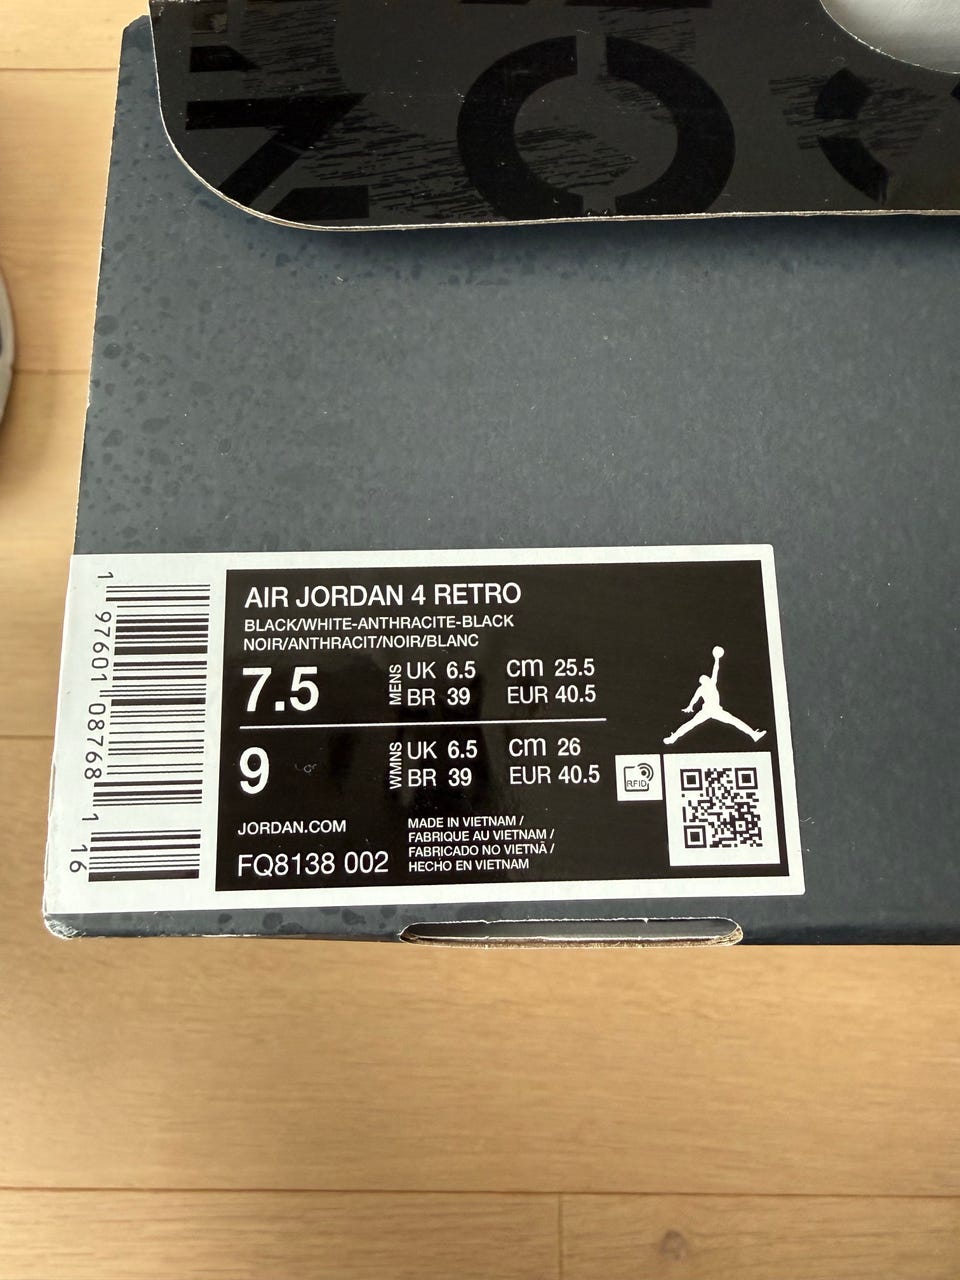 AIR JORDAN 4 RETRO
BLACK/WHITE-ANTHRACITE-BLACK
NOIR/ANTHRACIT/NOIR/BLANC
7.5 MENS UK 6.5 cm 25.5
BR 39 EUR 40.5
9 WMNS UK 6.5 cm 26
BR 39 EUR 40.5
RFID
JORDAN.COM
FQ8138 002
MADE IN VIETNAM /
FABRIQUE AU VIETNAM /
FABRICADO NO VIETNÃ /
HECHO EN VIETNAM
1 97601 08768 1 16